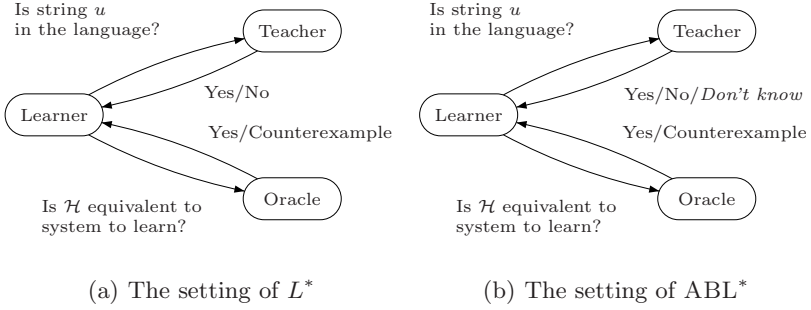 Is string u
in the language?
Teacher
Yes/No
Learner
Yes/Counterexample
Oracle
Is ℋ equivalent to
system to learn?
(a) The setting of L*
Is string u
in the language?
Teacher
Yes/No/Don't know
Learner
Yes/Counterexample
Oracle
Is ℋ equivalent to
system to learn?
(b) The setting of ABL*